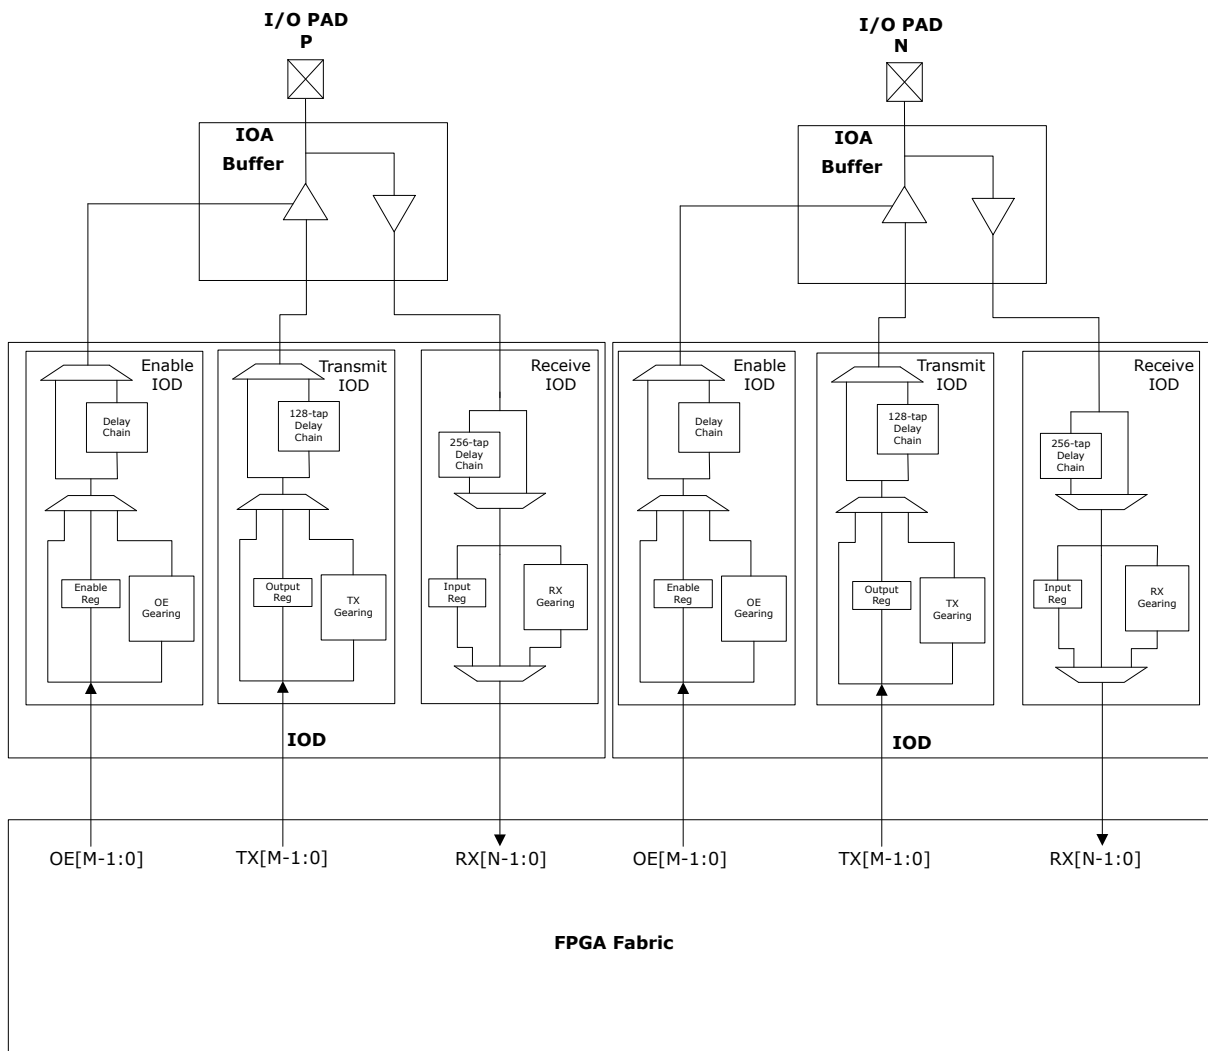 I/O PAD
P
I/O PAD
N
IOA
Buffer
IOA
Buffer
Enable
IOD
Delay
Chain
Enable
Reg
OE
Gearing
Transmit
IOD
128-tap
Delay
Chain
Output
Reg
TX
Gearing
Receive
IOD
256-tap
Delay
Chain
Input
Reg
RX
Gearing
IOD
Enable
IOD
Delay
Chain
Enable
Reg
OE
Gearing
Transmit
IOD
128-tap
Delay
Chain
Output
Reg
TX
Gearing
Receive
IOD
256-tap
Delay
Chain
Input
Reg
RX
Gearing
IOD
OE[M-1:0]
TX[M-1:0]
RX[N-1:0]
OE[M-1:0]
TX[M-1:0]
RX[N-1:0]
FPGA Fabric